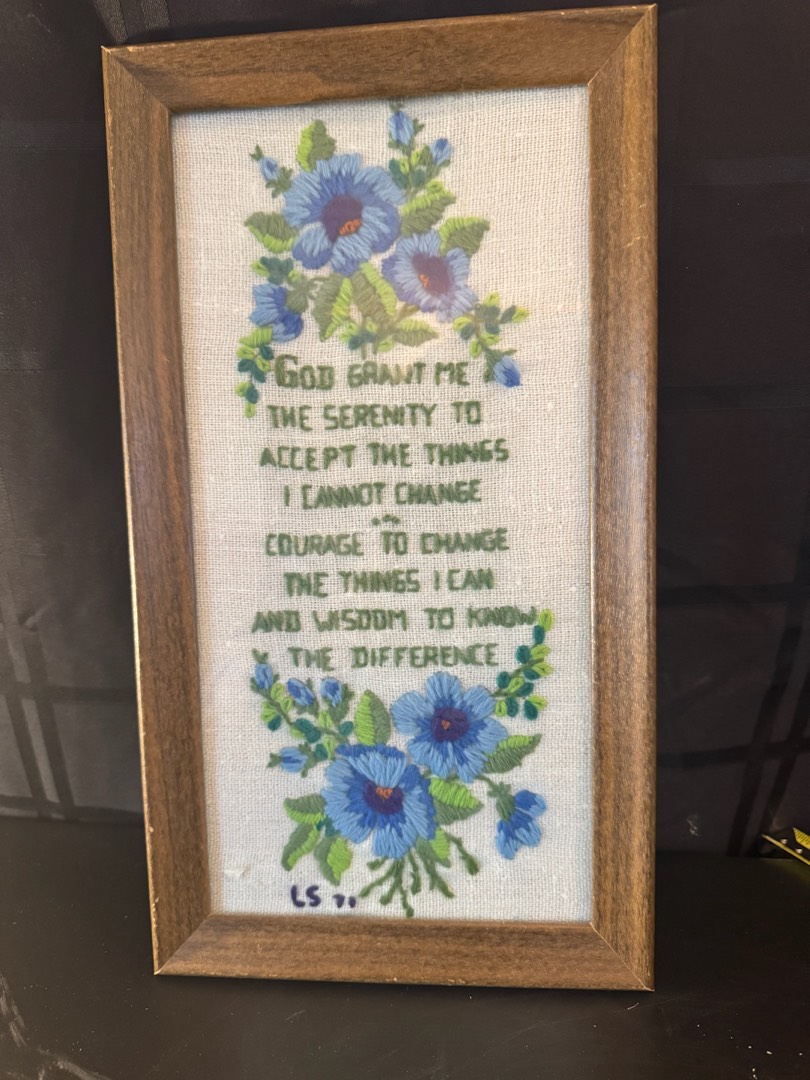 GOD GRANT ME
THE SERENITY TO
ACCEPT THE THINGS
I CANNOT CHANGE
COURAGE TO CHANGE
THE THINGS I CAN
AND WISDOM TO KNOW
THE DIFFERENCE
LS